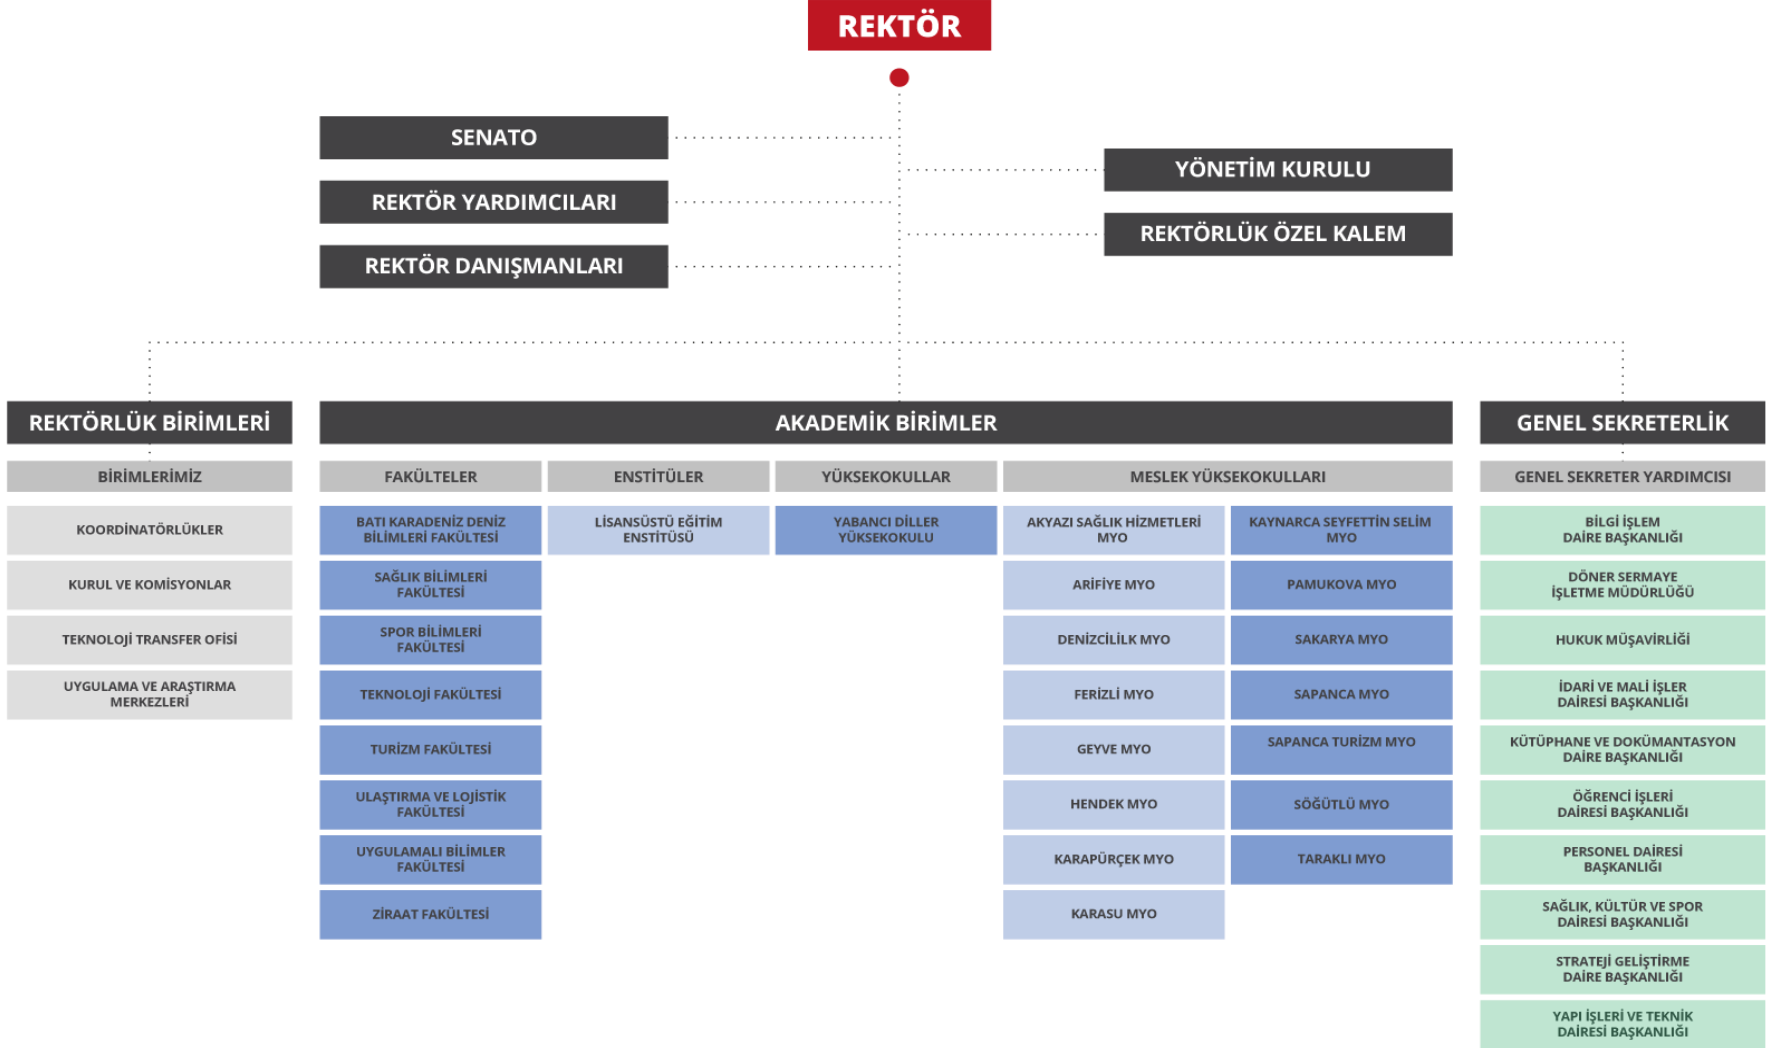 REKTÖR
SENATO
YÖNETİM KURULU
REKTÖR YARDIMCILARI
REKTÖRLÜK ÖZEL KALEM
REKTÖR DANIŞMANLARI
REKTÖRLÜK BİRİMLERİ
BİRİMLERİMİZ
KOORDİNATÖRLÜKLER
KURUL VE KOMİSYONLAR
TEKNOLOJİ TRANSFER OFİSİ
UYGULAMA VE ARAŞTIRMA
MERKEZLERİ
AKADEMİK BİRİMLER
FAKÜLTELER
BATI KARADENİZ DENİZ
BİLİMLERİ FAKÜLTESİ
SAĞLIK BİLİMLERİ
FAKÜLTESİ
SPOR BİLİMLERİ
FAKÜLTESİ
TEKNOLOJİ FAKÜLTESİ
TURİZM FAKÜLTESİ
ULAŞTIRMA VE LOJİSTİK
FAKÜLTESİ
UYGULAMALI BİLİMLER
FAKÜLTESİ
ZİRAAT FAKÜLTESİ
ENSTİTÜLER
LİSANSÜSTÜ EĞİTİM
ENSTİTÜSÜ
YÜKSEKOKULLAR
YABANCI DİLLER
YÜKSEKOKULU
MESLEK YÜKSEKOKULLARI
AKYAZI SAĞLIK HİZMETLERİ
MYO
ARİFİYE MYO
DENİZCİLİLK MYO
FERİZLİ MYO
GEYVE MYO
HENDEK MYO
KARAPÜRÇEK MYO
KARASU MYO
KAYNARCA SEYFETTİN SELİM
MYO
PAMUKOVA MYO
SAKARYA MYO
SAPANCA MYO
SAPANCA TURİZM MYO
SÖĞÜTLÜ MYO
TARAKLI MYO
GENEL SEKRETERLİK
GENEL SEKRETER YARDIMCISI
BİLGİ İŞLEM
DAİRE BAŞKANLIĞI
DÖNER SERMAYE
İŞLETME MÜDÜRLÜĞÜ
HUKUK MÜŞAVİRLİĞİ
İDARİ VE MALİ İŞLER
DAİRESİ BAŞKANLIĞI
KÜTÜPHANE VE DOKÜMANTASYON
DAİRE BAŞKANLIĞI
ÖĞRENCİ İŞLERİ
DAİRESİ BAŞKANLIĞI
PERSONEL DAİRESİ
BAŞKANLIĞI
SAĞLIK, KÜLTÜR VE SPOR
DAİRESİ BAŞKANLIĞI
STRATEJİ GELİŞTİRME
DAİRE BAŞKANLIĞI
YAPI İŞLERİ VE TEKNİK
DAİRESİ BAŞKANLIĞI